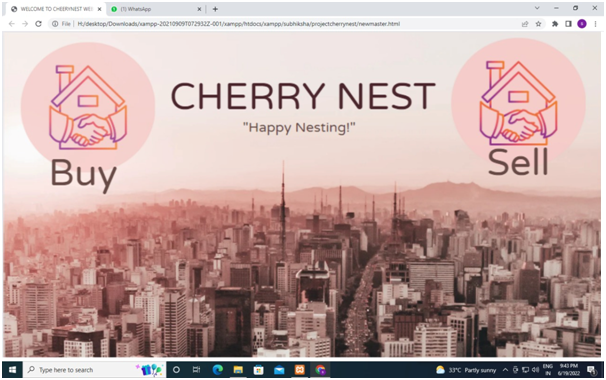 WELCOME TO CHEERYNEST WE
WhatsApp
File
H:/desktop/Downloads/xampp-20210909T072932Z-001/xampp/htdocs/xampp/subhiksha/projectcherrynest/newmaster.html
CHERRY NEST
"Happy Nesting!"
Buy
Sell
Type here to search
33°C Partly sunny
ENG
IN
9:43 PM
6/19/2022